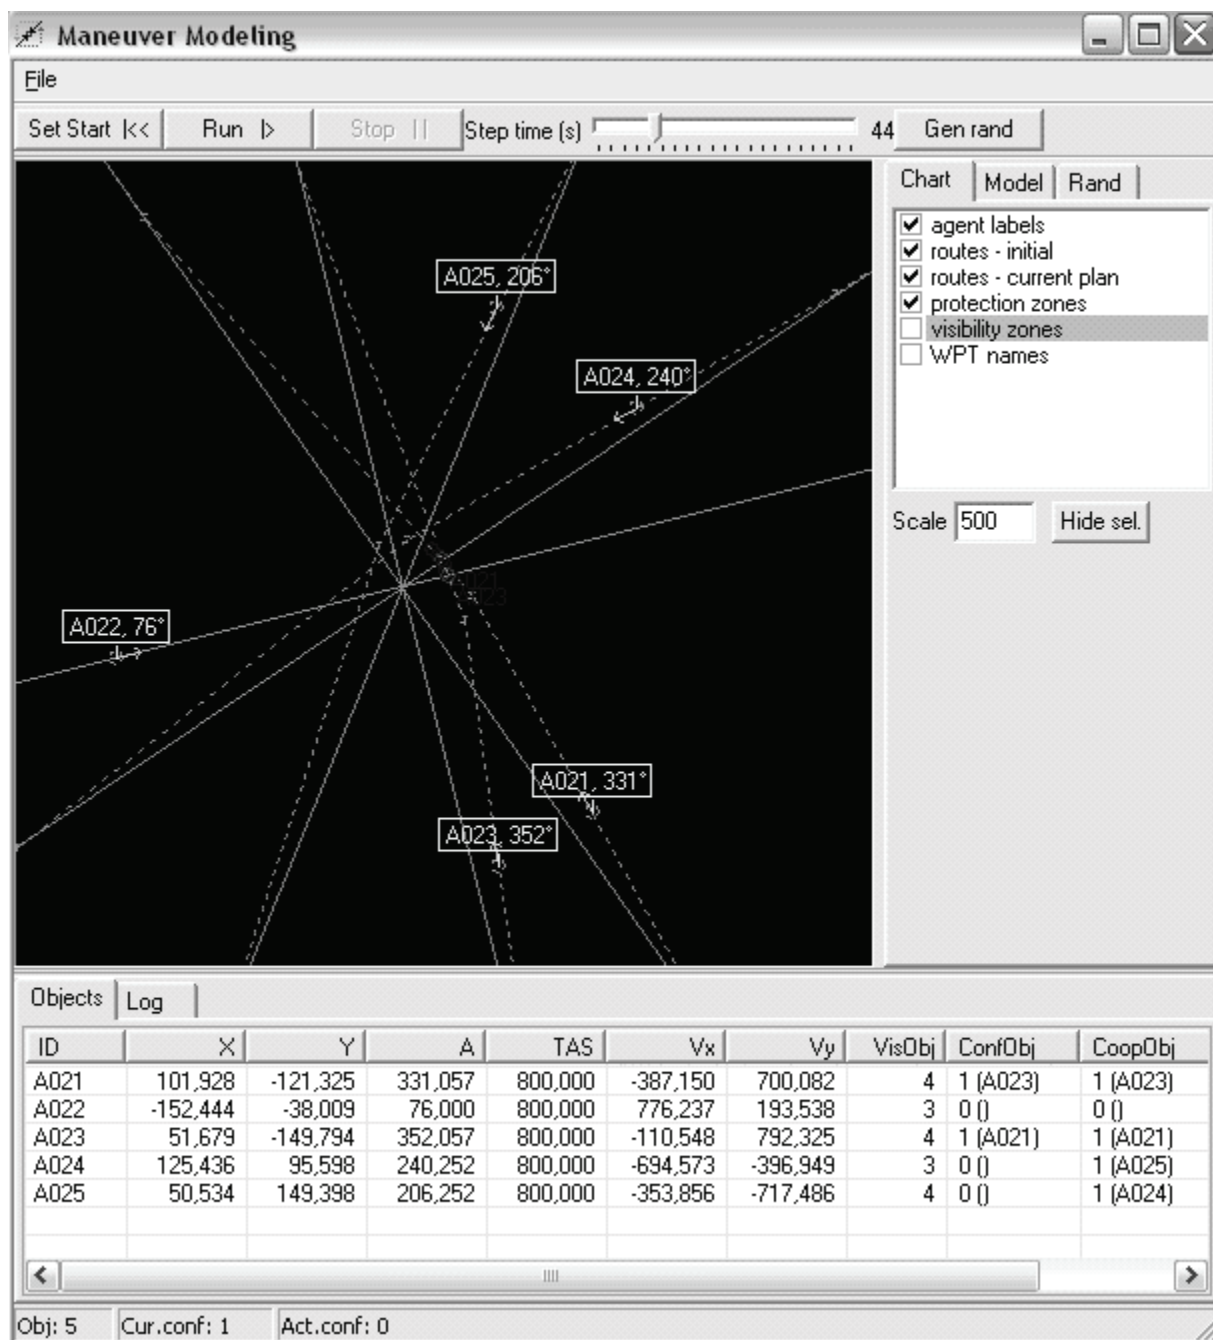 Maneuver Modeling
File
Set Start |<< Run |> Stop || Step time (s) 44 Gen rand
Chart Model Rand
agent labels
routes - initial
routes - current plan
protection zones
visibility zones
WPT names
Scale 500 Hide sel.
A025, 206°
A024, 240°
A021
023
A022, 76°
A021, 331°
A023, 352°
Objects Log
ID X Y A TAS Vx Vy VisObj ConfObj CoopObj
A021 101,928 -121,325 331,057 800,000 -387,150 700,082 4 1 (A023) 1 (A023)
A022 -152,444 -38,009 76,000 800,000 776,237 193,538 3 0 () 0 ()
A023 51,679 -149,794 352,057 800,000 -110,548 792,325 4 1 (A021) 1 (A021)
A024 125,436 95,598 240,252 800,000 -694,573 -396,949 3 0 () 1 (A025)
A025 50,534 149,398 206,252 800,000 -353,856 -717,486 4 0 () 1 (A024)
Obj: 5 Cur.conf: 1 Act.conf: 0